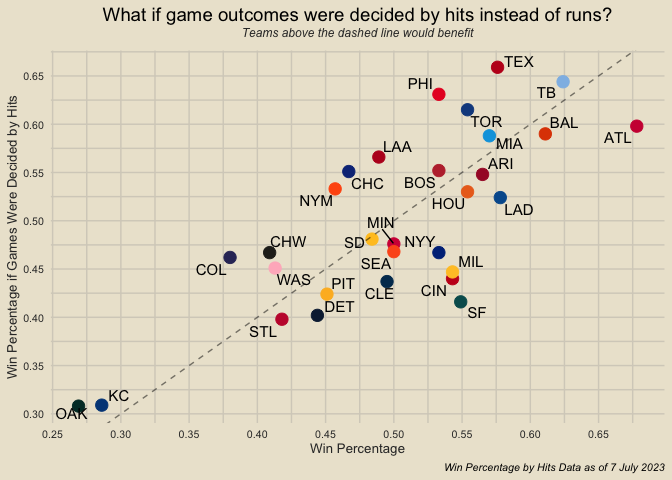 What if game outcomes were decided by hits instead of runs?
Teams above the dashed line would benefit
Win Percentage if Games Were Decided by Hits
0.65
0.60
0.55
0.50
0.45
0.40
0.35
0.30
TEX
TB
PHI
TOR
BAL
ATL
MIA
LAA
ARI
CHC
BOS
NYM
HOU
LAD
MIN
CHW
SD
NYY
COL
SEA
MIL
WAS
PIT
CLE
CIN
DET
SF
STL
KC
OAK
0.25 0.30 0.35 0.40 0.45 0.50 0.55 0.60 0.65
Win Percentage
Win Percentage by Hits Data as of 7 July 2023